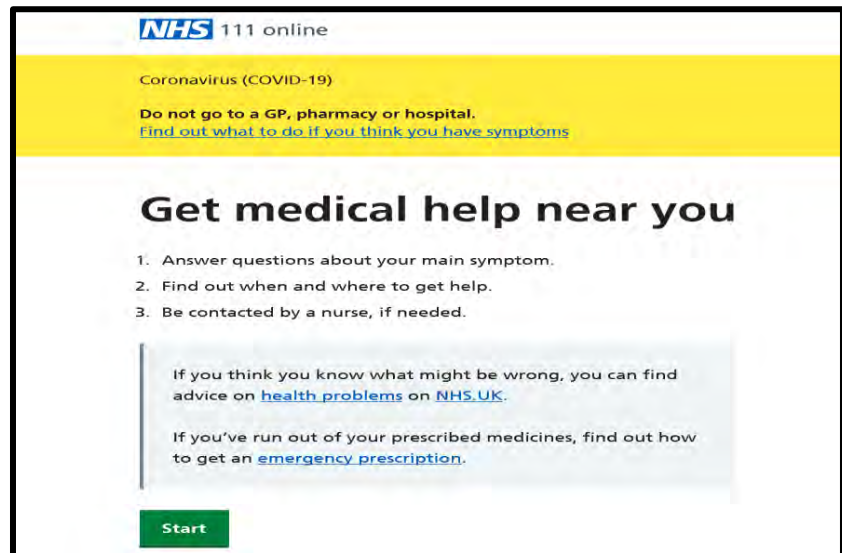 NHS 111 online
Coronavirus (COVID-19)
Do not go to a GP, pharmacy or hospital.
Find out what to do if you think you have symptoms
Get medical help near you
1. Answer questions about your main symptom.
2. Find out when and where to get help.
3. Be contacted by a nurse, if needed.
If you think you know what might be wrong, you can find
advice on health problems on NHS.UK.
If you've run out of your prescribed medicines, find out how
to get an emergency prescription.
Start